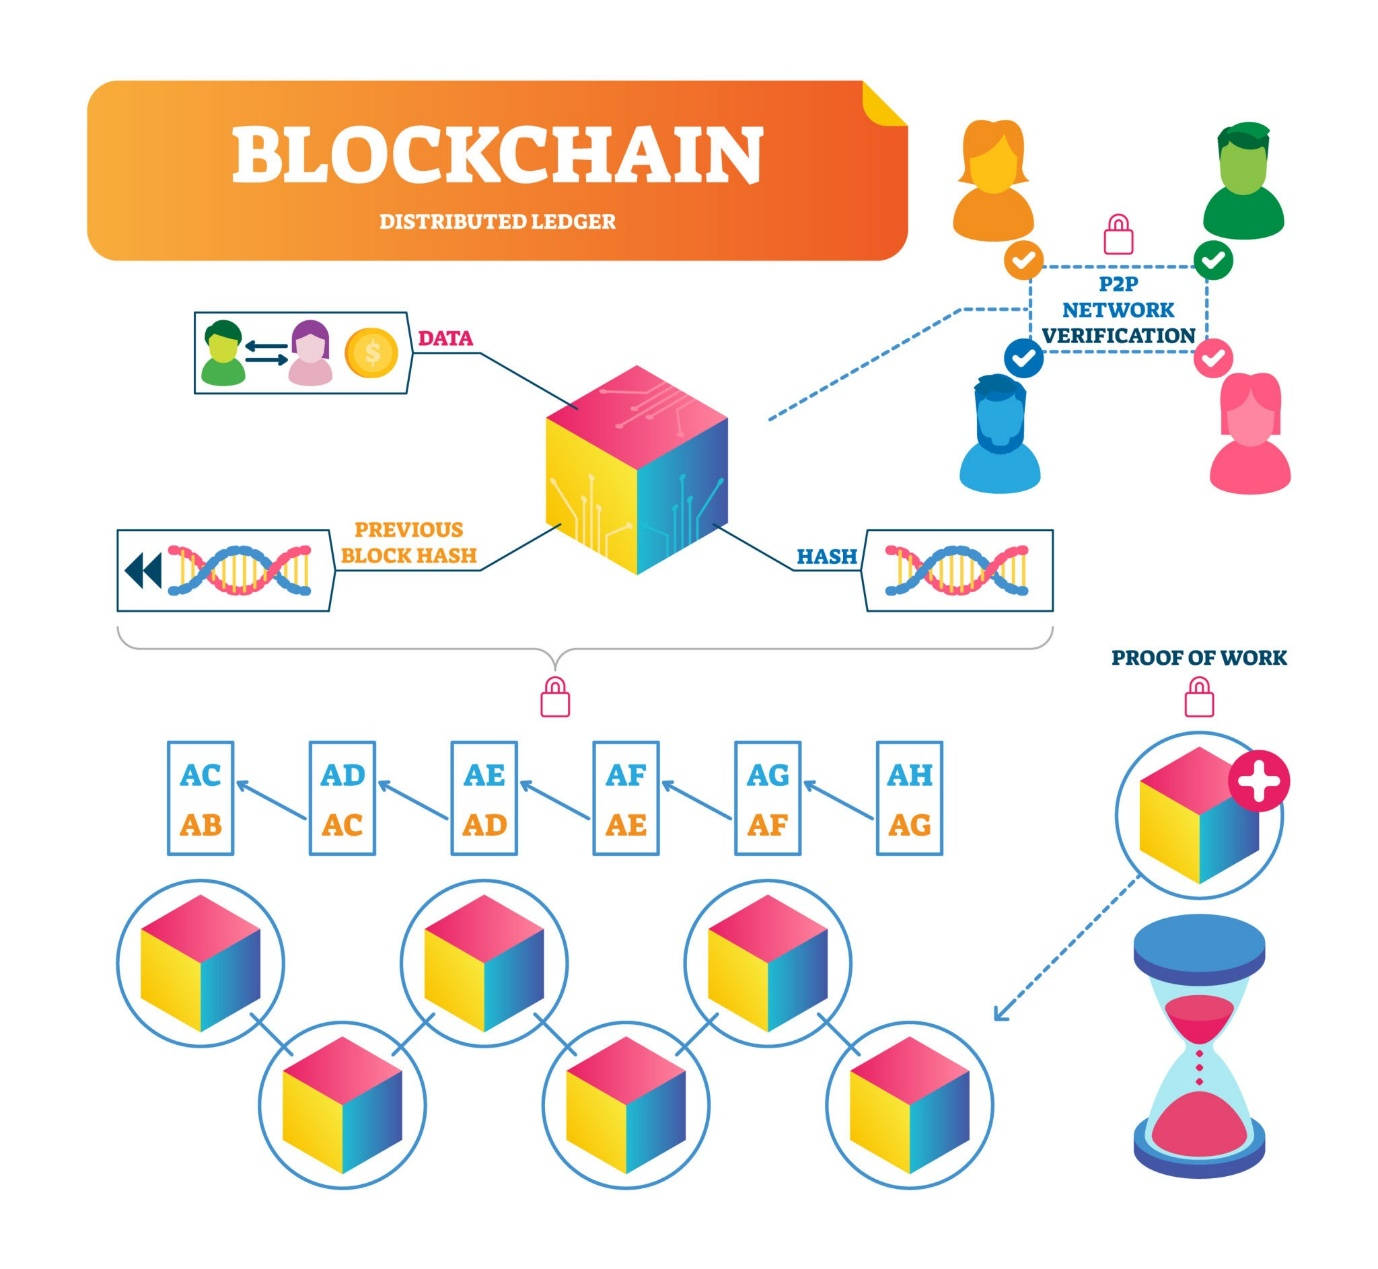 BLOCKCHAIN
DISTRIBUTED LEDGER
P2P
NETWORK
VERIFICATION
DATA
$
PREVIOUS
BLOCK HASH
HASH
PROOF OF WORK
AC AD AE AF AG AH
AB AC AD AE AF AG